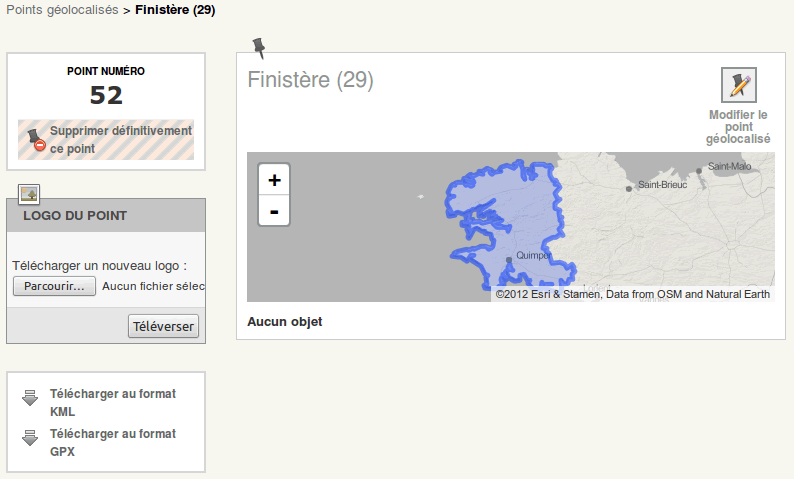 Points géolocalisés > Finistère (29)
POINT NUMÉRO
52
Supprimer définitivement
ce point
LOGO DU POINT
Télécharger un nouveau logo :
Parcourir... Aucun fichier sélec
Téléverser
Télécharger au format
KML
Télécharger au format
GPX
Finistère (29)
Modifier le
point
géolocalisé
+
-
Saint-Malo
Saint-Brieuc
Quimper
©2012 Esri & Stamen, Data from OSM and Natural Earth
Aucun objet